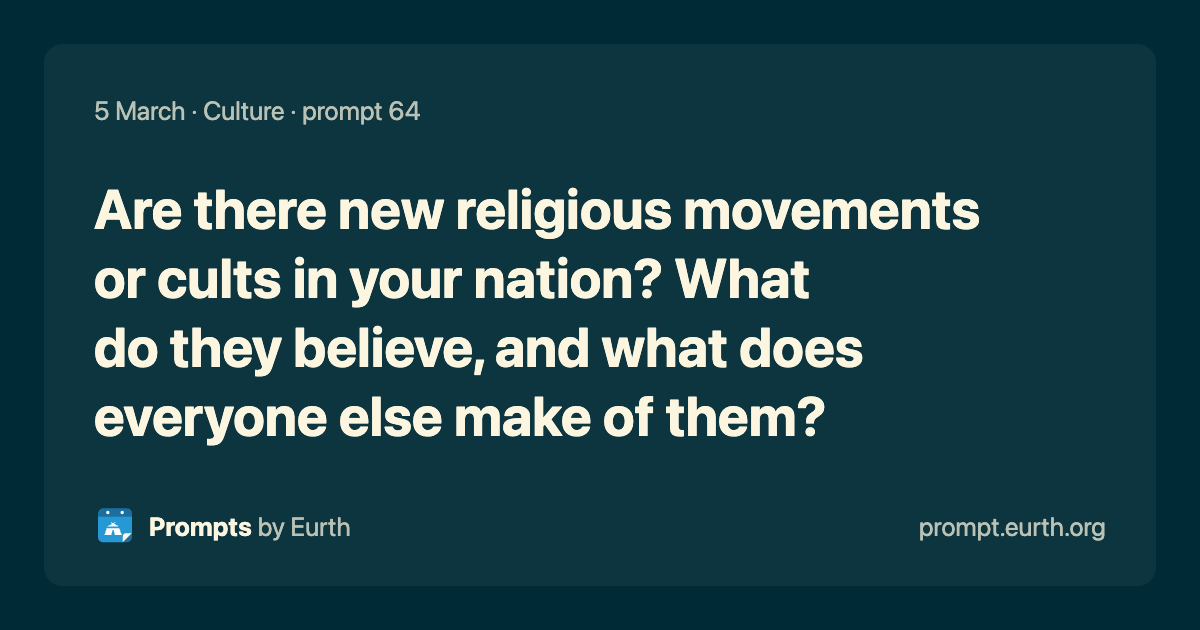 5 March · Culture · prompt 64
Are there new religious movements
or cults in your nation? What
do they believe, and what does
everyone else make of them?
Prompts by Eurth
prompt.eurth.org